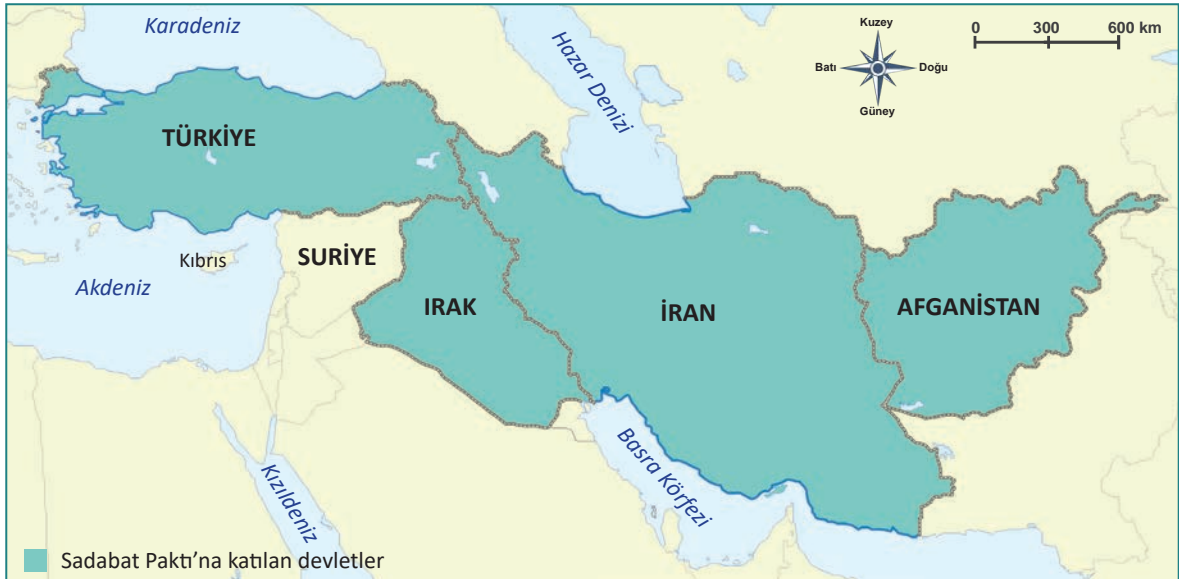 Karadeniz
Hazar Denizi
Kuzey
Batı
Doğu
Güney
0 300 600 km
TÜRKİYE
Kıbrıs
SURİYE
Akdeniz
IRAK
İRAN
AFGANİSTAN
Kızıldeniz
Basra Körfezi
Sadabat Paktı’na katılan devletler